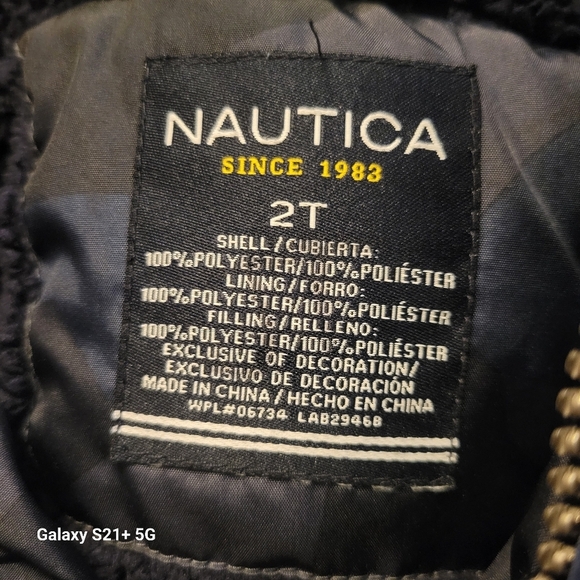 NAUTICA
SINCE 1983
2T
SHELL/CUBIERTA:
100%POLYESTER/100%POLIÉSTER
LINING/FORRO:
100%POLYESTER/100%POLIÉSTER
FILLING/RELLENO:
100%POLYESTER/100%POLIÉSTER
EXCLUSIVE OF DECORATION/
EXCLUSIVO DE DECORACIÓN
MADE IN CHINA/HECHO EN CHINA
WPL#06734 LAB2946B
Galaxy S21+ 5G